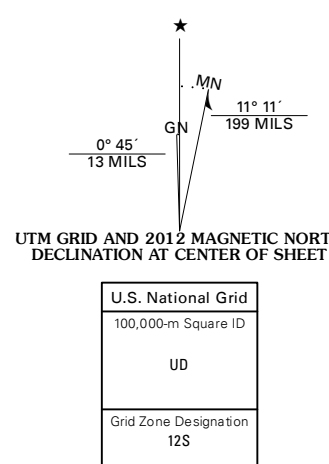 ★
MN
11° 11´
199 MILS
GN
0° 45´
13 MILS
UTM GRID AND 2012 MAGNETIC NORT
DECLINATION AT CENTER OF SHEET
U.S. National Grid
100,000-m Square ID
UD
Grid Zone Designation
12S